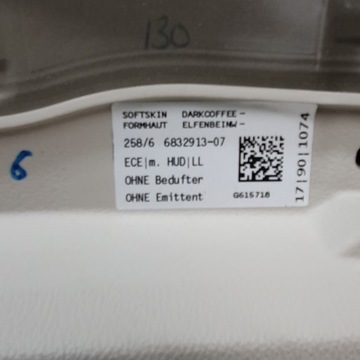 130
SOFTSKIN DARKCOFFEE-
FORMHAUT ELFENBEINW-
258/6 6832913-07
ECE|m. HUD|LL
OHNE Bedufter
OHNE Emittent G615718
17|90|1074
6